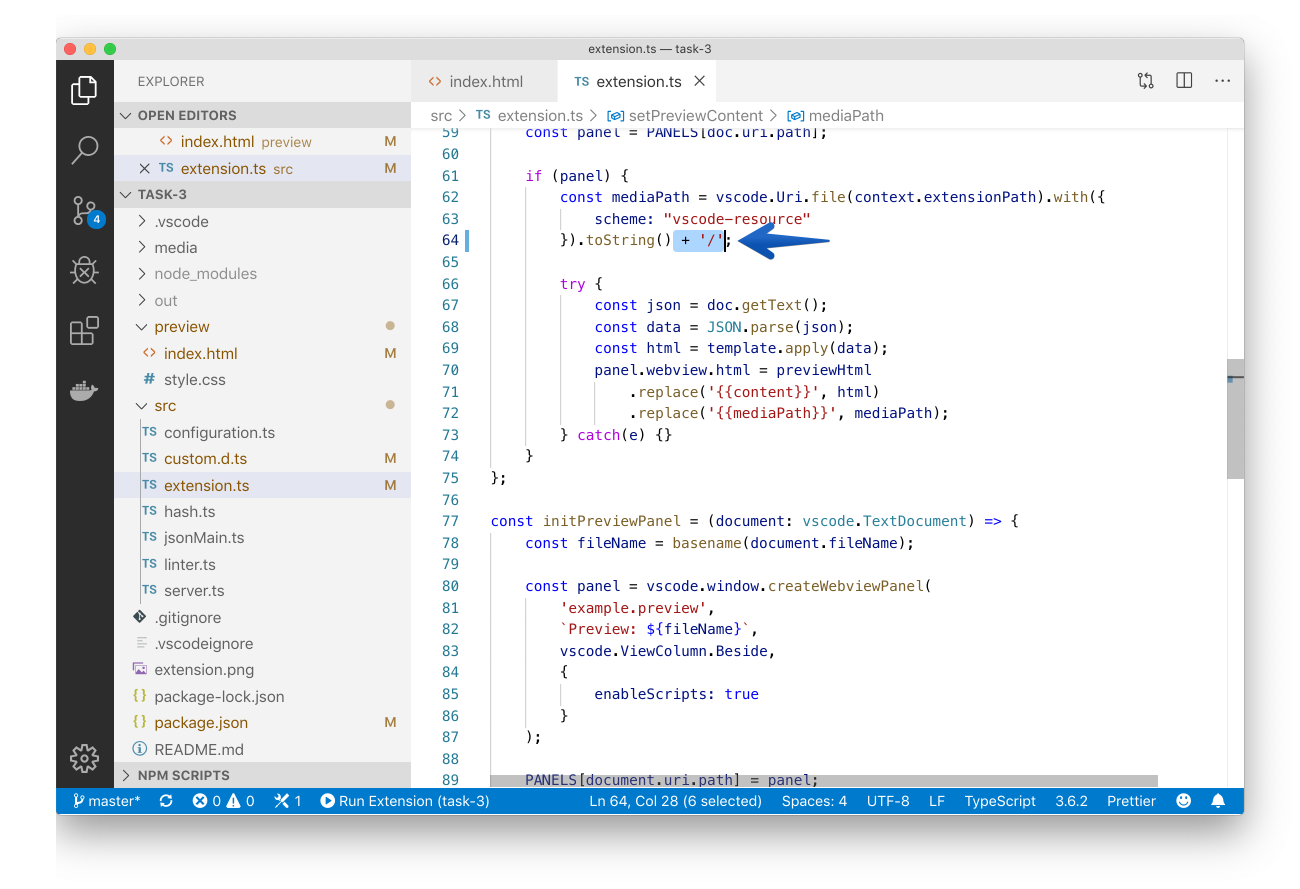 extension.ts — task-3
EXPLORER
OPEN EDITORS
index.html preview M
TS extension.ts src M
TASK-3
.vscode
media
node_modules
out
preview
index.html M
# style.css
src
TS configuration.ts
TS custom.d.ts M
TS extension.ts M
TS hash.ts
TS jsonMain.ts
TS linter.ts
TS server.ts
.gitignore
.vscodeignore
extension.png
{} package-lock.json
{} package.json M
README.md
NPM SCRIPTS
4
<> index.html
TS extension.ts
src > TS extension.ts > setPreviewContent > mediaPath
59 const panel = PANELS[doc.uri.path];
60
61 if (panel) {
62 const mediaPath = vscode.Uri.file(context.extensionPath).with({
63 scheme: "vscode-resource"
64 }).toString() + '/';
65
66 try {
67 const json = doc.getText();
68 const data = JSON.parse(json);
69 const html = template.apply(data);
70 panel.webview.html = previewHtml
71 .replace('{{content}}', html)
72 .replace('{{mediaPath}}', mediaPath);
73 } catch(e) {}
74 }
75 };
76
77 const initPreviewPanel = (document: vscode.TextDocument) => {
78 const fileName = basename(document.fileName);
79
80 const panel = vscode.window.createWebviewPanel(
81 'example.preview',
82 `Preview: ${fileName}`,
83 vscode.ViewColumn.Beside,
84 {
85 enableScripts: true
86 }
87 );
88
89 PANELS[document.uri.path] = panel;
master* 0 0 1 Run Extension (task-3) Ln 64, Col 28 (6 selected) Spaces: 4 UTF-8 LF TypeScript 3.6.2 Prettier